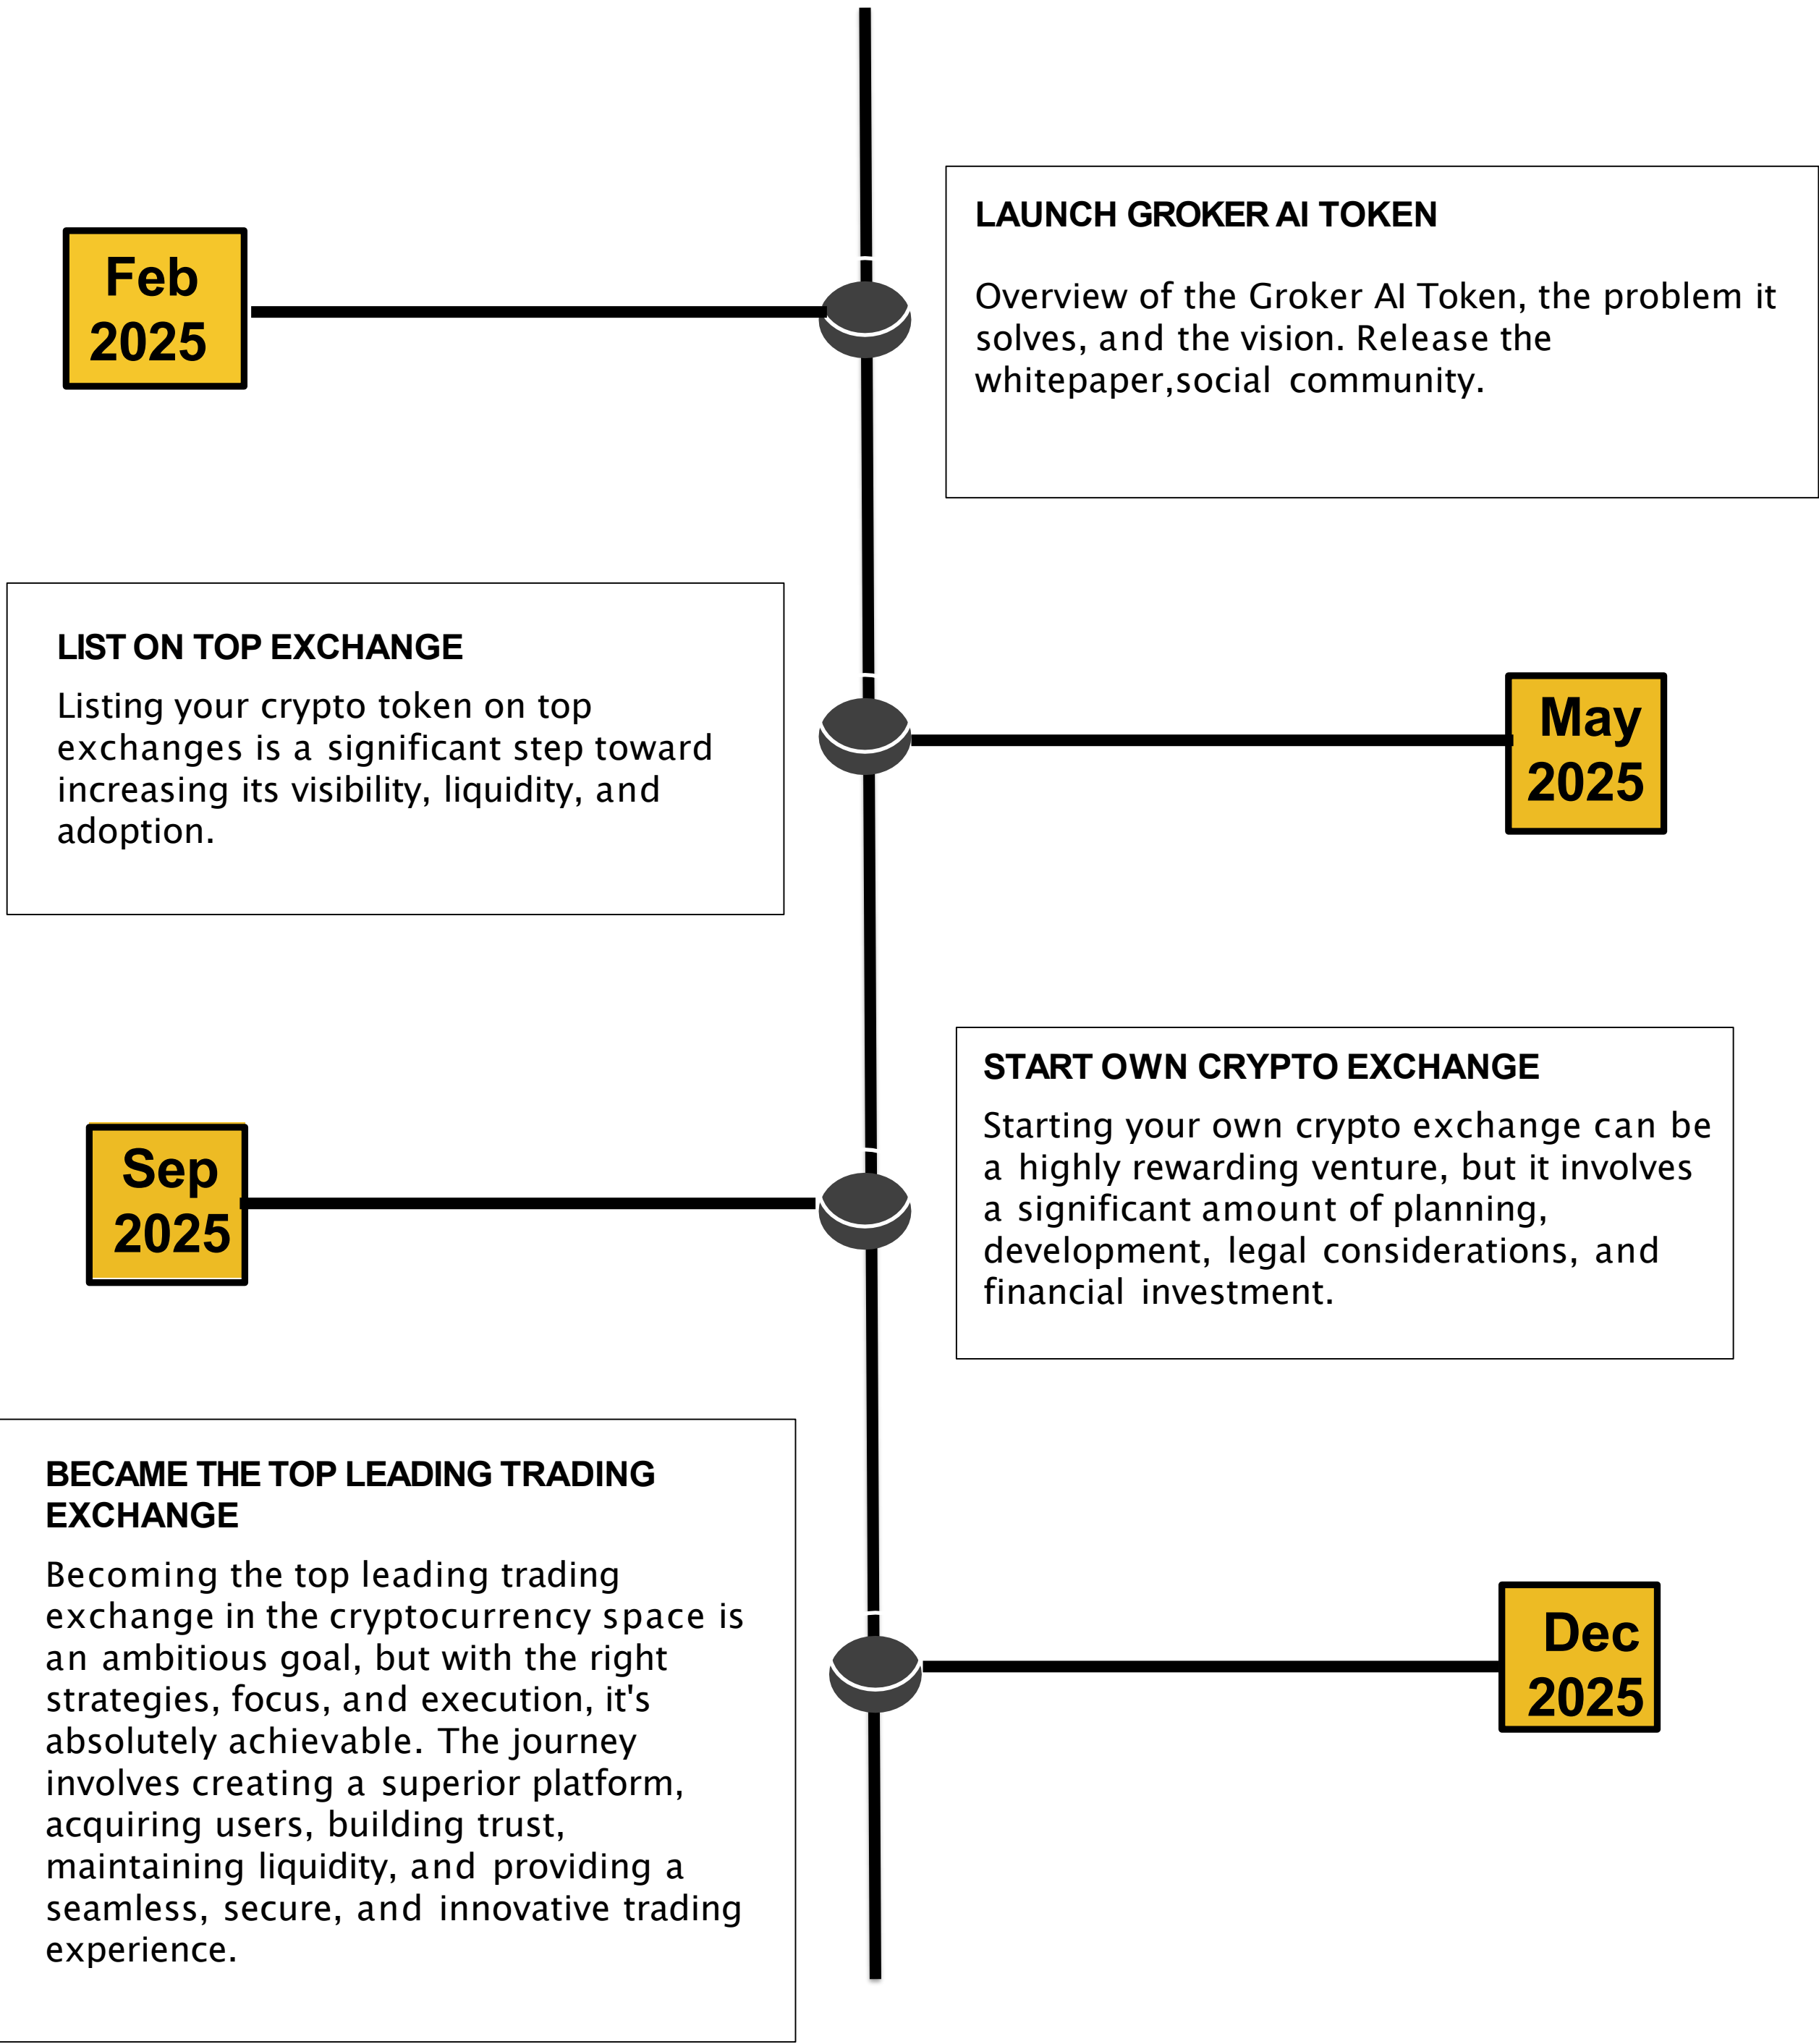 Feb
2025
LAUNCH GROKER AI TOKEN
Overview of the Groker AI Token, the problem it
solves, and the vision. Release the
whitepaper,social community.
LIST ON TOP EXCHANGE
Listing your crypto token on top
exchanges is a significant step toward
increasing its visibility, liquidity, and
adoption.
May
2025
Sep
2025
START OWN CRYPTO EXCHANGE
Starting your own crypto exchange can be
a highly rewarding venture, but it involves
a significant amount of planning,
development, legal considerations, and
financial investment.
BECAME THE TOP LEADING TRADING
EXCHANGE
Becoming the top leading trading
exchange in the cryptocurrency space is
an ambitious goal, but with the right
strategies, focus, and execution, it's
absolutely achievable. The journey
involves creating a superior platform,
acquiring users, building trust,
maintaining liquidity, and providing a
seamless, secure, and innovative trading
experience.
Dec
2025